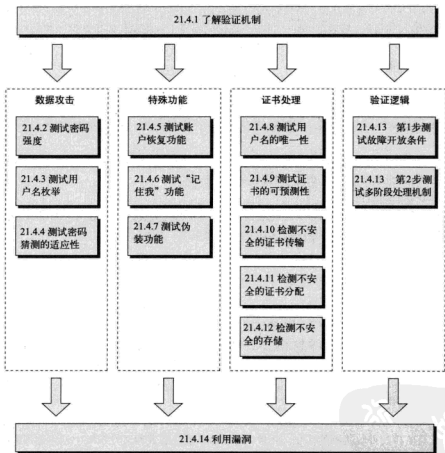 21.4.1 了解验证机制
数据攻击
21.4.2 测试密码
强度
21.4.3 测试用
户名枚举
21.4.4 测试密码
猜测的适应性
特殊功能
21.4.5 测试账
户恢复功能
21.4.6 测试“记
住我”功能
21.4.7 测试伪
装功能
证书处理
21.4.8 测试用
户名的唯一性
21.4.9 测试证
书的可预测性
21.4.10 检测不安
全的证书传输
21.4.11 检测不安
全的证书分配
21.4.12 检测不安
全的存储
验证逻辑
21.4.13 第1步测
试故障开放条件
21.4.13 第2步测
试多阶段处理机制
21.4.14 利用漏洞